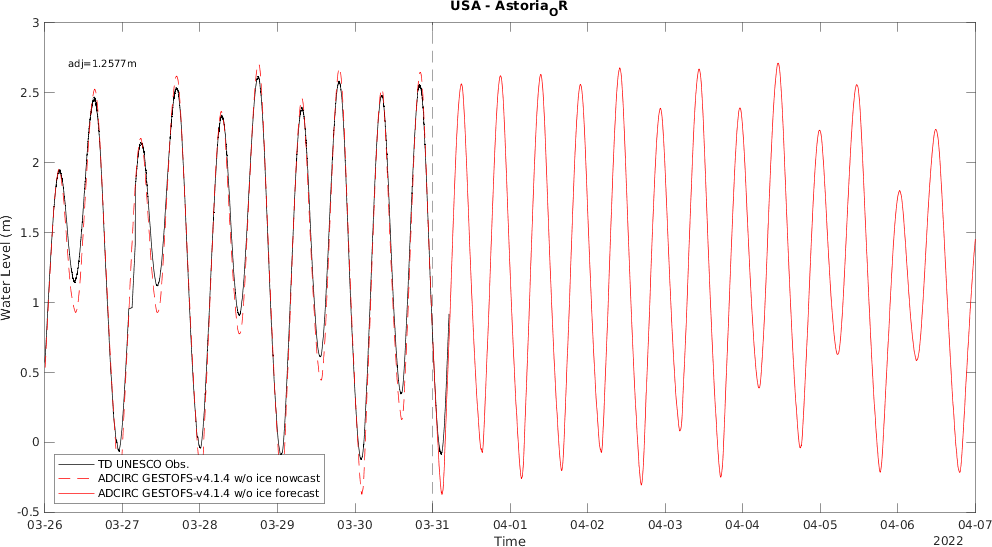 USA - AstoriaOR
adj=1.2577m
Water Level (m)
3
2.5
2
1.5
1
0.5
0
-0.5
TD UNESCO Obs.
ADCIRC GESTOFS-v4.1.4 w/o ice nowcast
ADCIRC GESTOFS-v4.1.4 w/o ice forecast
03-26 03-27 03-28 03-29 03-30 03-31 04-01 04-02 04-03 04-04 04-05 04-06 04-07
Time
2022